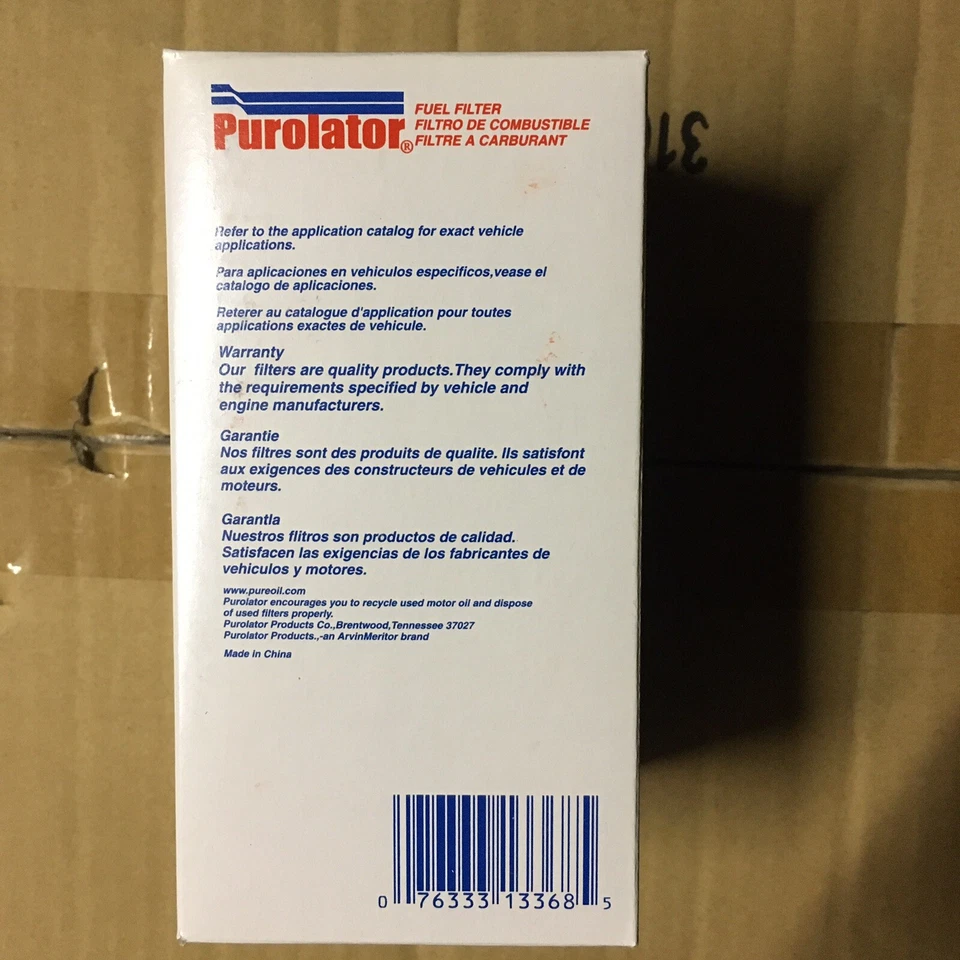 Purolator®
FUEL FILTER
FILTRO DE COMBUSTIBLE
FILTRE A CARBURANT
Refer to the application catalog for exact vehicle
applications.
Para aplicaciones en vehiculos especificos,vease el
catalogo de aplicaciones.
Reterer au catalogue d'application pour toutes
applications exactes de vehicule.
Warranty
Our filters are quality products.They comply with
the requirements specified by vehicle and
engine manufacturers.
Garantie
Nos filtres sont des produits de qualite. Ils satisfont
aux exigences des constructeurs de vehicules et de
moteurs.
Garantla
Nuestros flitros son productos de calidad.
Satisfacen las exigencias de los fabricantes de
vehiculos y motores.
www.pureoil.com
Purolator encourages you to recycle used motor oil and dispose
of used filters properly.
Purolator Products Co.,Brentwood,Tennessee 37027
Purolator Products.,-an ArvinMeritor brand
Made in China
0 76333 13368 5